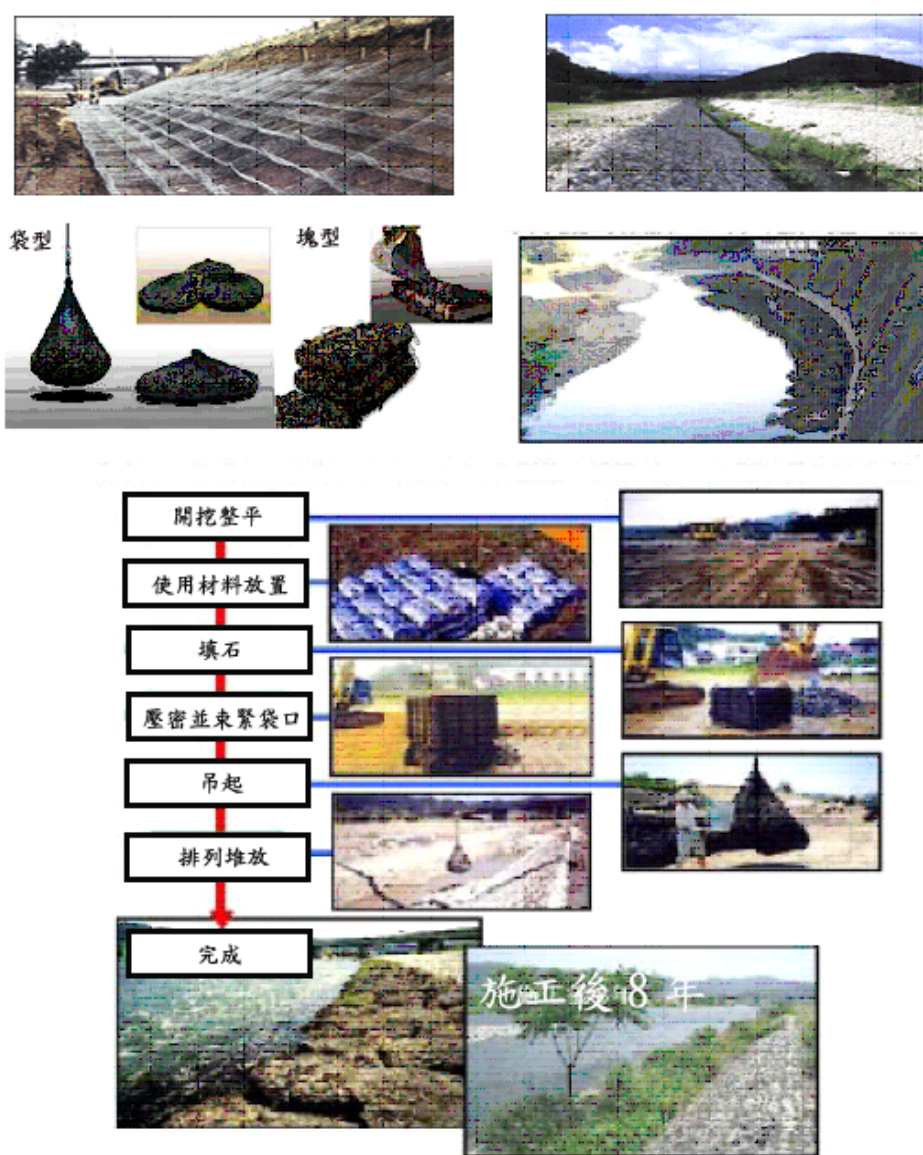 袋型
塊型
開挖整平
使用材料放置
填石
壓密並束緊袋口
吊起
排列堆放
完成
施工後8年